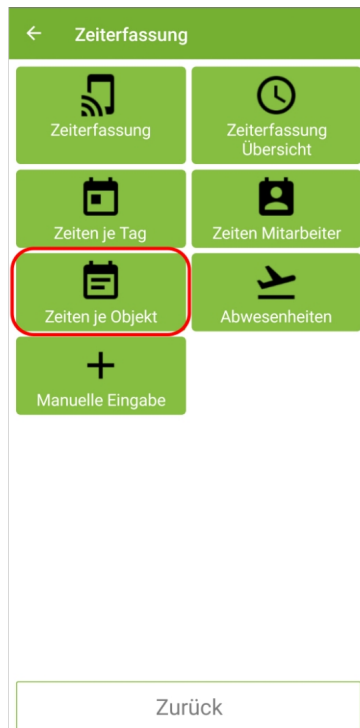 Zeiterfassung
Zeiterfassung
Zeiterfassung
Übersicht
Zeiten je Tag
Zeiten Mitarbeiter
Zeiten je Objekt
Abwesenheiten
Manuelle Eingabe
Zurück